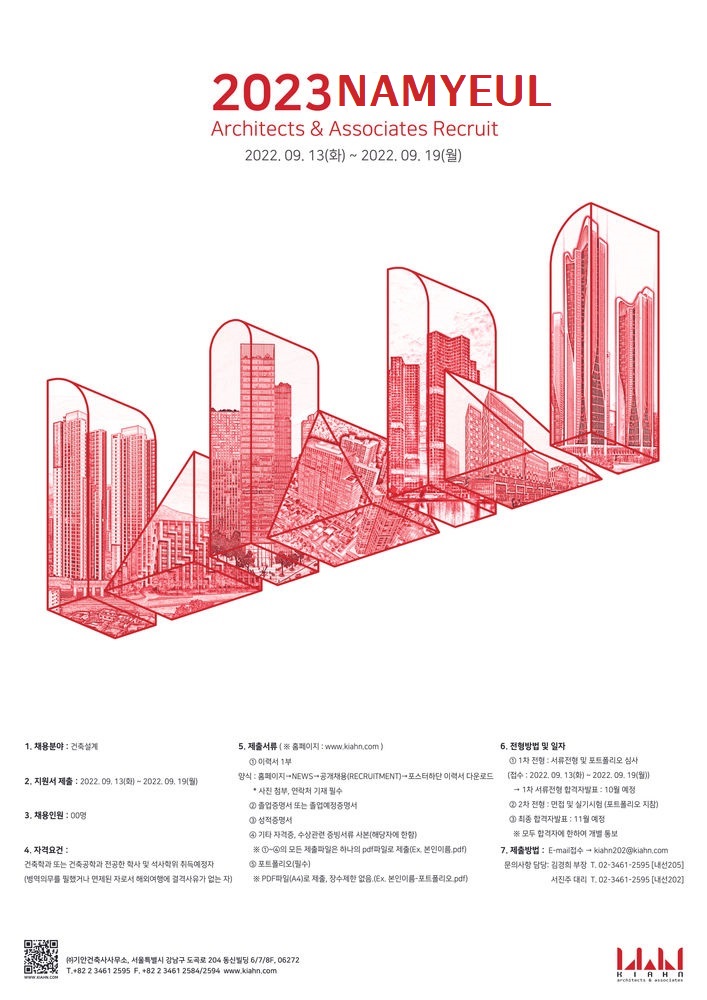 2023NAMYEUL
Architects & Associates Recruit
2022. 09. 13(화) ~ 2022. 09. 19(월)
1. 채용분야 : 건축설계
2. 지원서 제출 : 2022. 09. 13(화) ~ 2022. 09. 19(월)
3. 채용인원 : 00명
4. 자격요건 :
건축학과 또는 건축공학과 전공한 학사 및 석사학위 취득예정자
(병역의무를 필했거나 면제된 자로서 해외여행에 결격사유가 없는 자)
5. 제출서류 ( ※ 홈페이지 : www.kiahn.com )
① 이력서 1부
양식 : 홈페이지→NEWS→공개채용(RECRUITMENT)→포스터하단 이력서 다운로드
* 사진 첨부, 연락처 기재 필수
② 졸업증명서 또는 졸업예정증명서
③ 성적증명서
④ 기타 자격증, 수상관련 증빙서류 사본(해당자에 한함)
※ ①~④의 모든 제출파일은 하나의 pdf파일로 제출(Ex. 본인이름.pdf)
⑤ 포트폴리오(필수)
※ PDF파일(A4)로 제출, 장수제한 없음.(Ex. 본인이름-포트폴리오.pdf)
6. 전형방법 및 일자
① 1차 전형 : 서류전형 및 포트폴리오 심사
(접수 : 2022. 09. 13(화) ~ 2022. 09. 19(월))
→ 1차 서류전형 합격자발표 : 10월 예정
② 2차 전형 : 면접 및 실기시험 (포트폴리오 지참)
③ 최종 합격자발표 : 11월 예정
※ 모두 합격자에 한하여 개별 통보
7. 제출방법 : E-mail접수 → kiahn202@kiahn.com
문의사항 담당: 김경희 부장 T. 02-3461-2595 [내선205]
서진주 대리 T. 02-3461-2595 [내선202]
WWW.KIAHN.COM
㈜기안건축사사무소, 서울특별시 강남구 도곡로 204 동신빌딩 6/7/8F, 06272
T.+82 2 3461 2595 F. +82 2 3461 2584/2594 www.kiahn.com
KIAHN
architects & associates